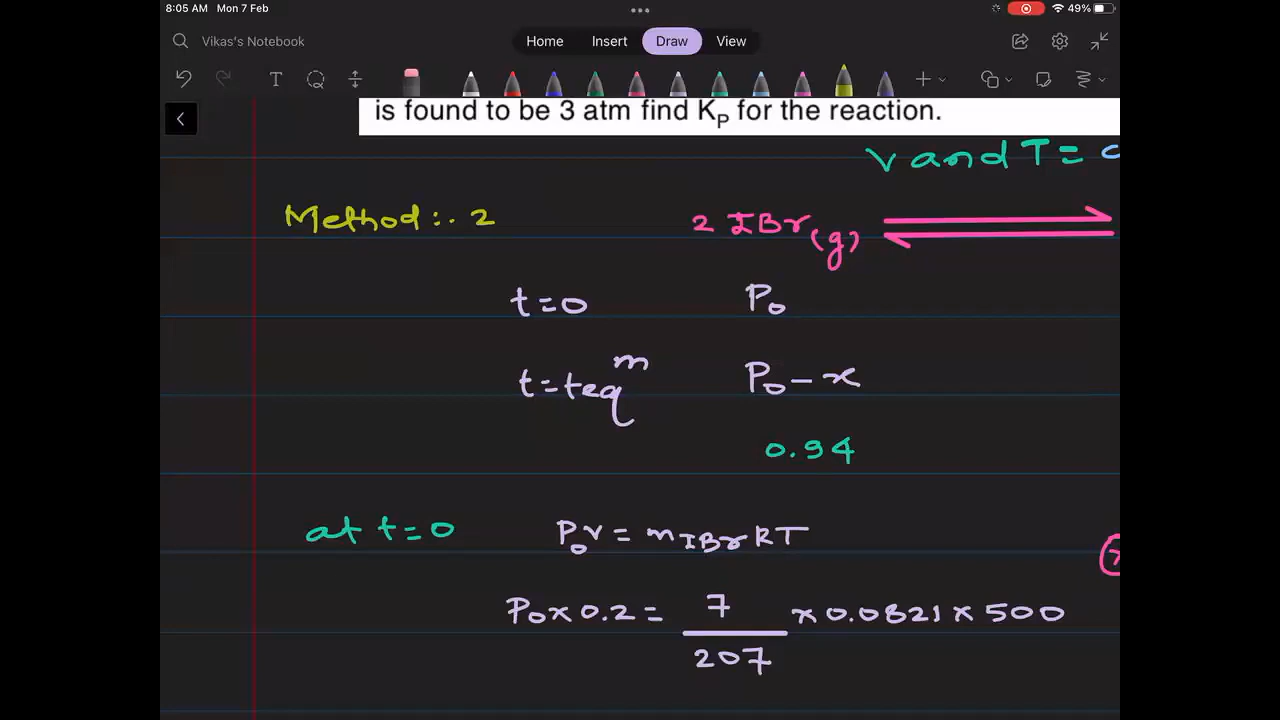 8:05 AM Mon 7 Feb
49%
Vikas's Notebook
Home Insert Draw View
is found to be 3 atm find KP for the reaction.
V and T =
Method :- 2
2 IBr(g) ⇌
t=0 P₀
t=teqᵐ P₀ - x
0.94
at t=0 P₀V = nIBr RT
P₀ x 0.2 = 7/207 x 0.0821 x 500